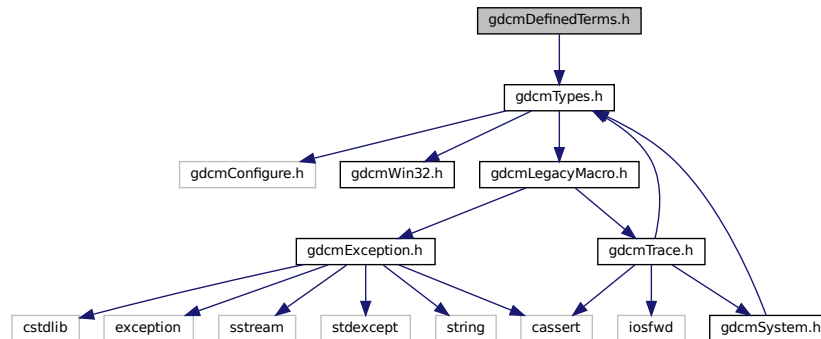 gdcmDefinedTerms.h
gdcmTypes.h
gdcmConfigure.h
gdcmWin32.h
gdcmLegacyMacro.h
gdcmException.h
gdcmTrace.h
cstdlib
exception
sstream
stdexcept
string
cassert
iosfwd
gdcmSystem.h